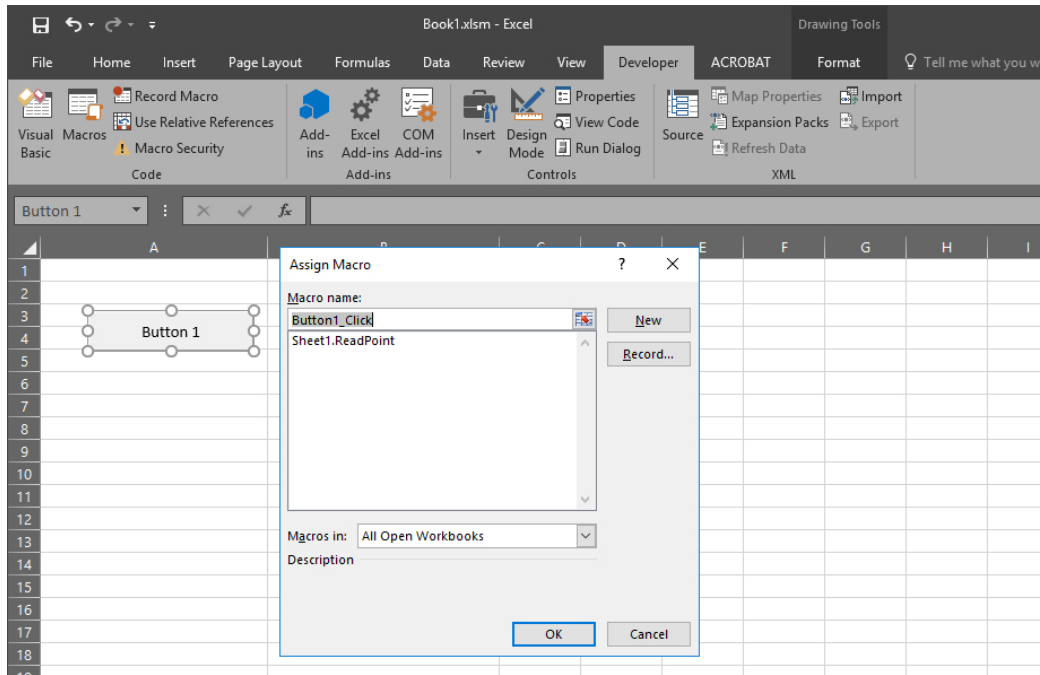 Book1.xlsm - Excel
Drawing Tools
File Home Insert Page Layout Formulas Data Review View Developer ACROBAT Format Tell me what you w
Visual Basic
Macros
Record Macro
Use Relative References
Macro Security
Code
Add-ins
Excel Add-ins
COM Add-ins
Add-ins
Insert
Design Mode
Properties
View Code
Run Dialog
Controls
Source
Map Properties
Expansion Packs
Refresh Data
Import
Export
XML
Button 1
fx
A B C D E F G H I
1
2
3
4
5
6
7
8
9
10
11
12
13
14
15
16
17
18
Button 1
Assign Macro ?
Macro name:
Button1_Click
Sheet1.ReadPoint
New
Record...
Macros in: All Open Workbooks
Description
OK Cancel